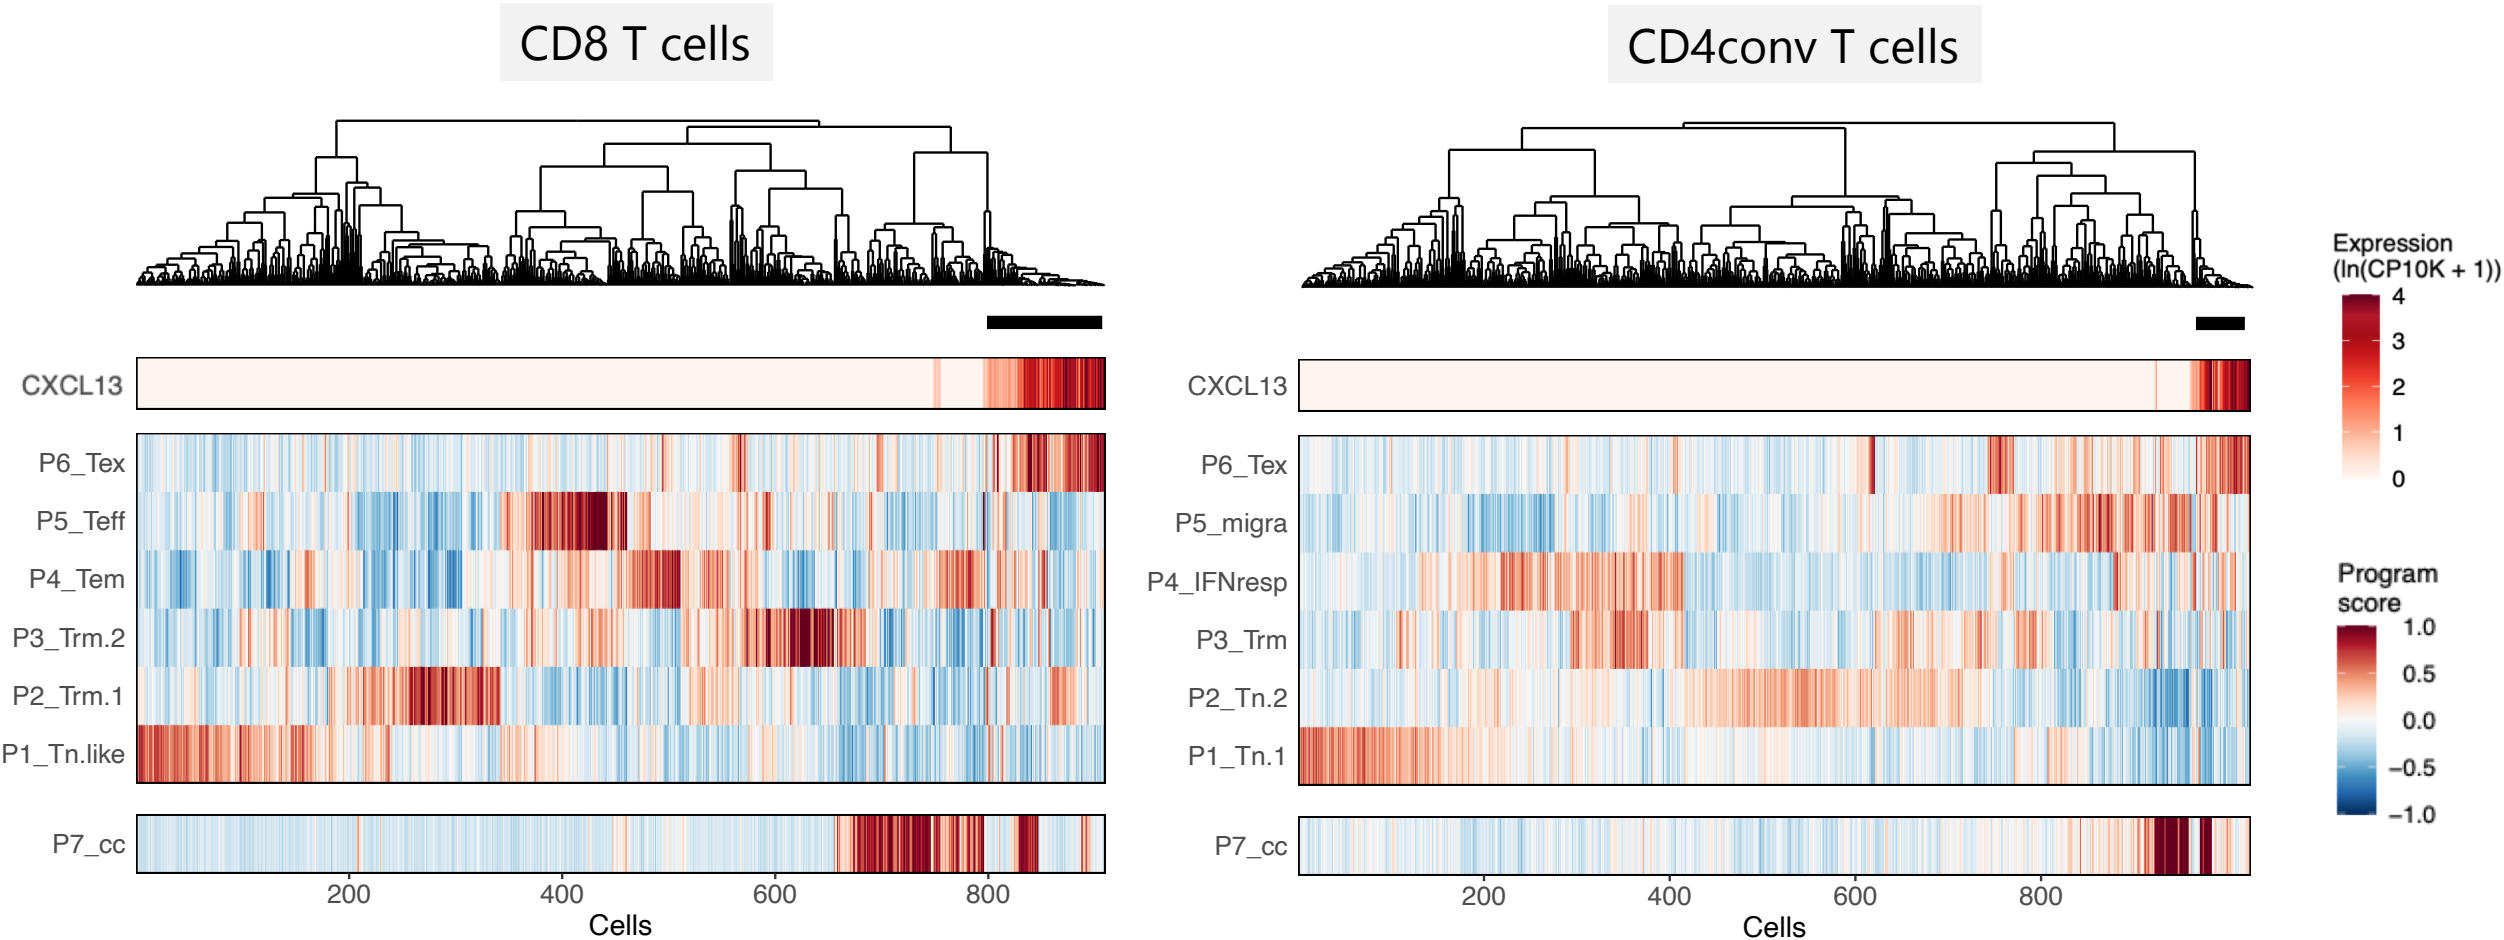 CD8 T cells
CXCL13
P6_Tex
P5_Teff
P4_Tem
P3_Trm.2
P2_Trm.1
P1_Tn.like
P7_cc
200 400 600 800
Cells
CD4conv T cells
CXCL13
P6_Tex
P5_migra
P4_IFNresp
P3_Trm
P2_Tn.2
P1_Tn.1
P7_cc
200 400 600 800
Cells
Expression
(ln(CP10K + 1))
4
3
2
1
0
Program
score
1.0
0.5
0.0
−0.5
−1.0